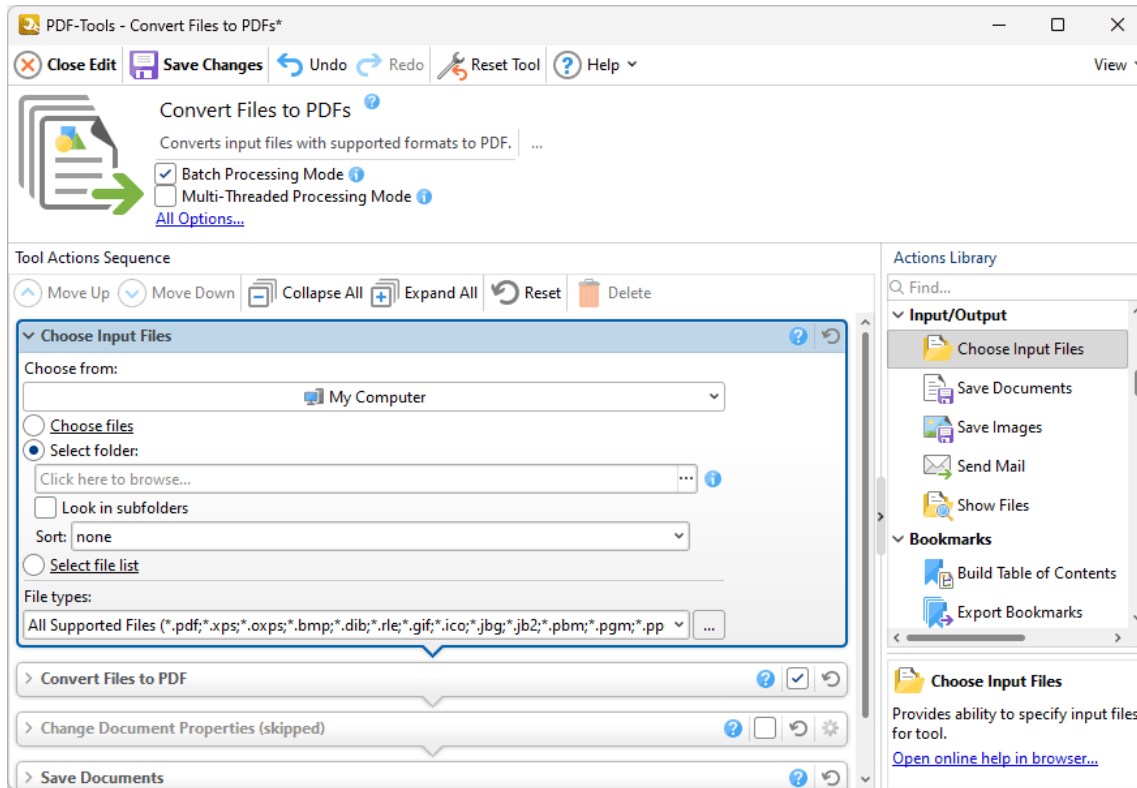 PDF-Tools - Convert Files to PDFs*
Close Edit Save Changes Undo Redo Reset Tool Help View
Convert Files to PDFs
Converts input files with supported formats to PDF. ...
Batch Processing Mode
Multi-Threaded Processing Mode
All Options...
Tool Actions Sequence
Move Up Move Down Collapse All Expand All Reset Delete
Choose Input Files
Choose from:
My Computer
Choose files
Select folder:
Click here to browse... ...
Look in subfolders
Sort: none
Select file list
File types:
All Supported Files (*.pdf;*.xps;*.oxps;*.bmp;*.dib;*.rle;*.gif;*.ico;*.jbg;*.jb2;*.pbm;*.pgm;*.pp ...
Convert Files to PDF
Change Document Properties (skipped)
Save Documents
Actions Library
Find...
Input/Output
Choose Input Files
Save Documents
Save Images
Send Mail
Show Files
Bookmarks
Build Table of Contents
Export Bookmarks
Choose Input Files
Provides ability to specify input files
for tool.
Open online help in browser...